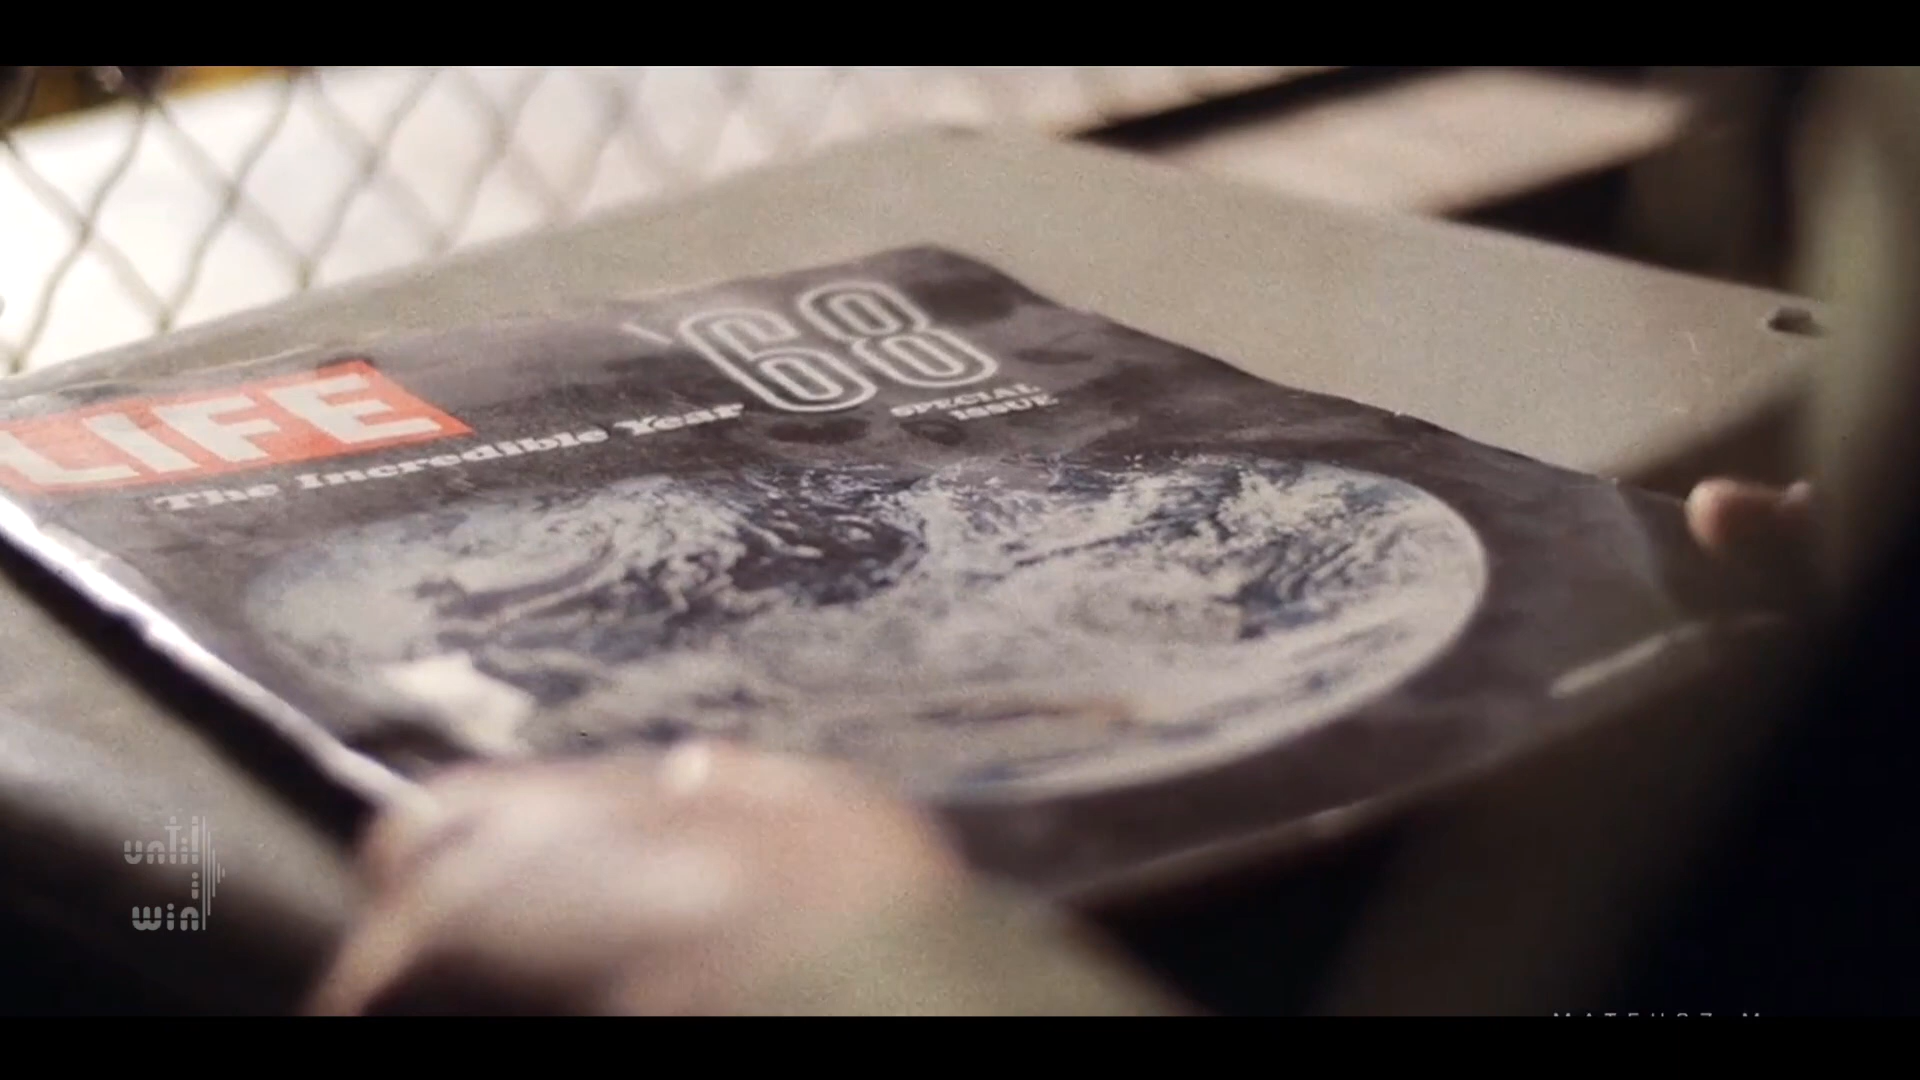 '68
LIFE
The Incredible Year
SPECIAL
ISSUE
until
i
win